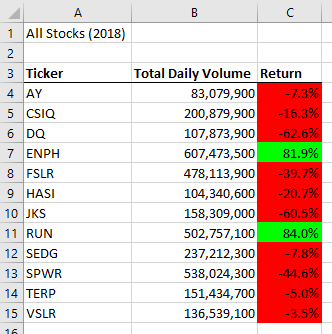 A B C
1 All Stocks (2018)
2
3 Ticker Total Daily Volume Return
4 AY 83,079,900 -7.3%
5 CSIQ 200,879,900 -16.3%
6 DQ 107,873,900 -62.6%
7 ENPH 607,473,500 81.9%
8 FSLR 478,113,900 -39.7%
9 HASI 104,340,600 -20.7%
10 JKS 158,309,000 -60.5%
11 RUN 502,757,100 84.0%
12 SEDG 237,212,300 -7.8%
13 SPWR 538,024,300 -44.6%
14 TERP 151,434,700 -5.0%
15 VSLR 136,539,100 -3.5%
16